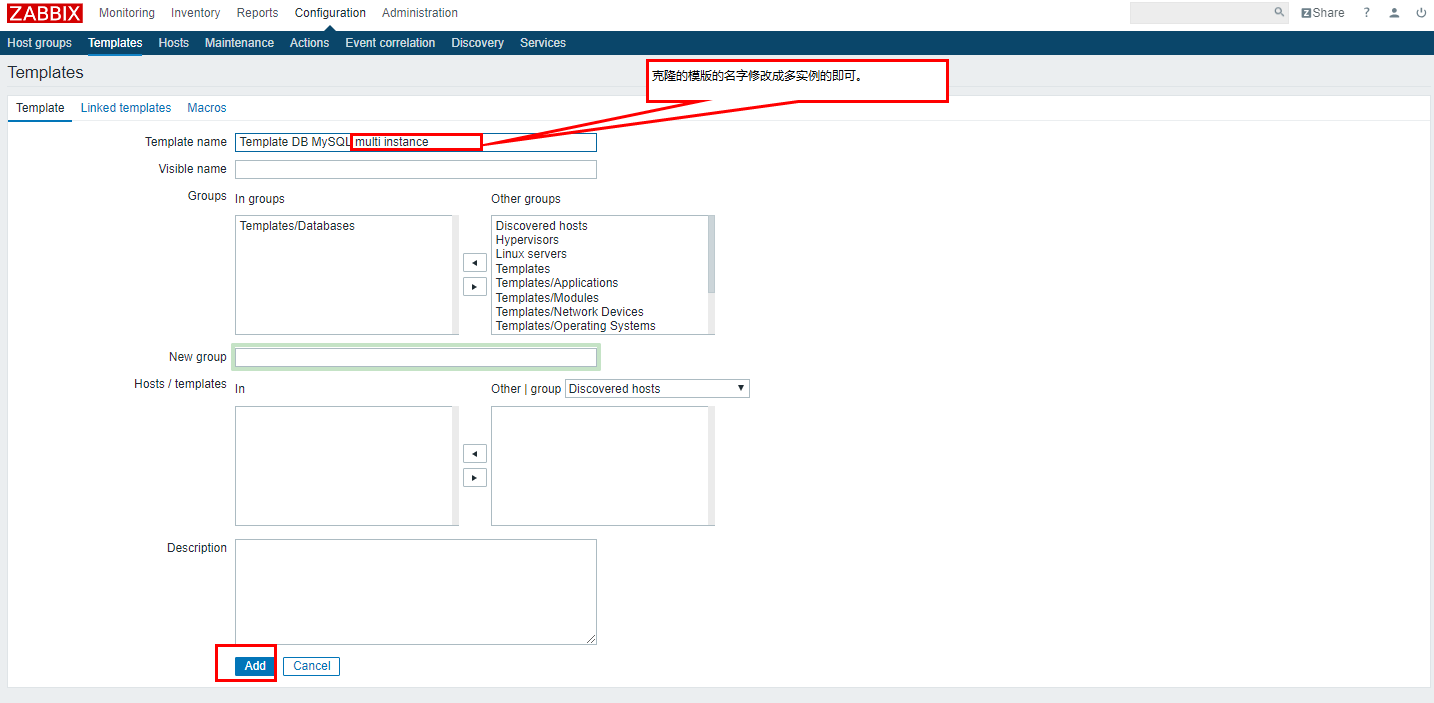 ZABBIX Monitoring Inventory Reports Configuration Administration Z Share ?
Host groups Templates Hosts Maintenance Actions Event correlation Discovery Services
Templates
克隆的模版的名字修改成多实例的即可。
Template Linked templates Macros
Template name Template DB MySQL multi instance
Visible name
Groups In groups Other groups
Templates/Databases
Discovered hosts
Hypervisors
Linux servers
Templates
Templates/Applications
Templates/Modules
Templates/Network Devices
Templates/Operating Systems
New group
Hosts / templates In Other | group Discovered hosts
Description
Add Cancel